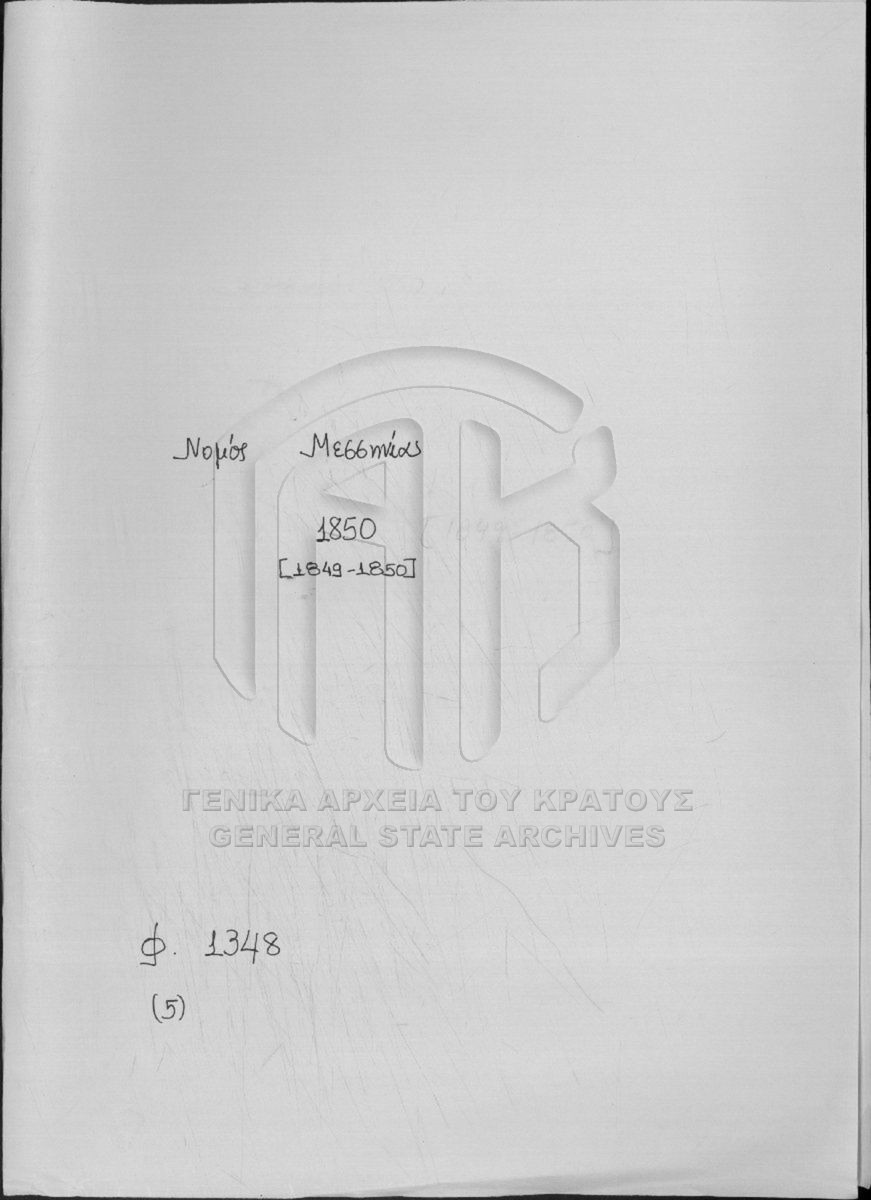 Νομός Μεσσηνίας
1850
[1849-1850]
ΓΕΝΙΚΑ ΑΡΧΕΙΑ ΤΟΥ ΚΡΑΤΟΥΣ
GENERAL STATE ARCHIVES
φ. 1348
(5)